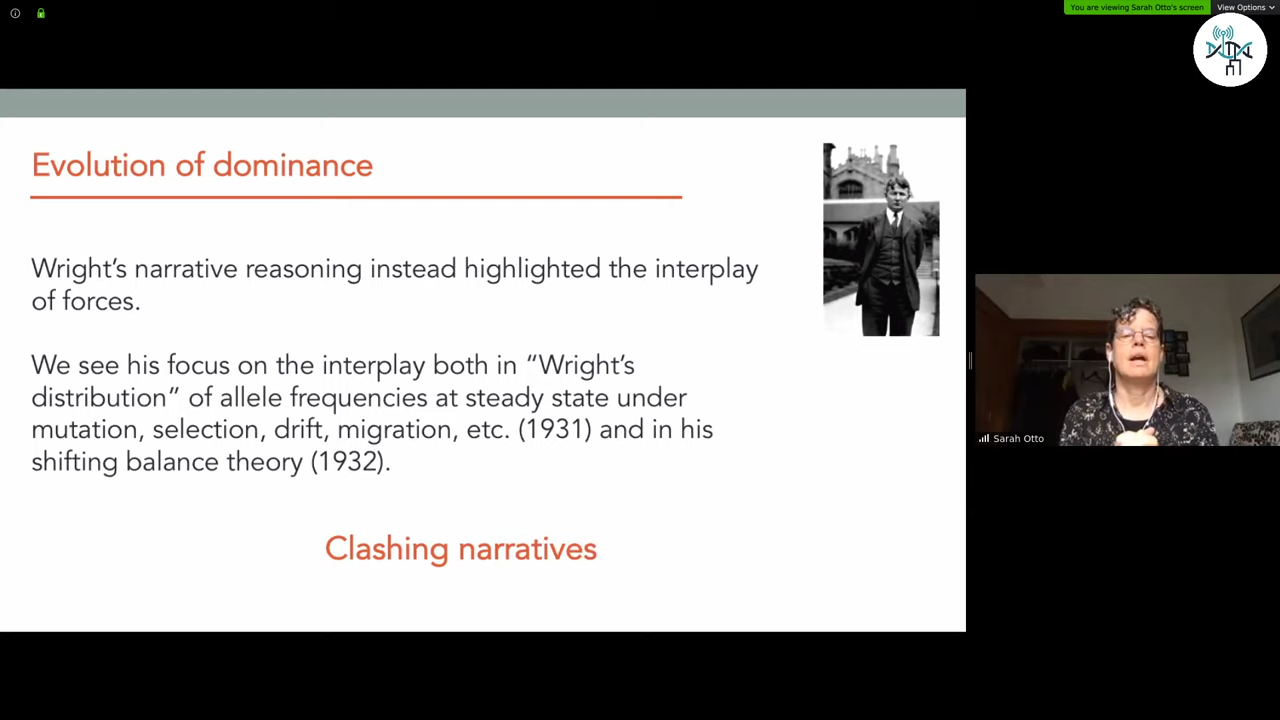 You are viewing Sarah Otto's screen
View Options
Evolution of dominance
Wright's narrative reasoning instead highlighted the interplay
of forces.
We see his focus on the interplay both in “Wright's
distribution” of allele frequencies at steady state under
mutation, selection, drift, migration, etc. (1931) and in his
shifting balance theory (1932).
Clashing narratives
Sarah Otto